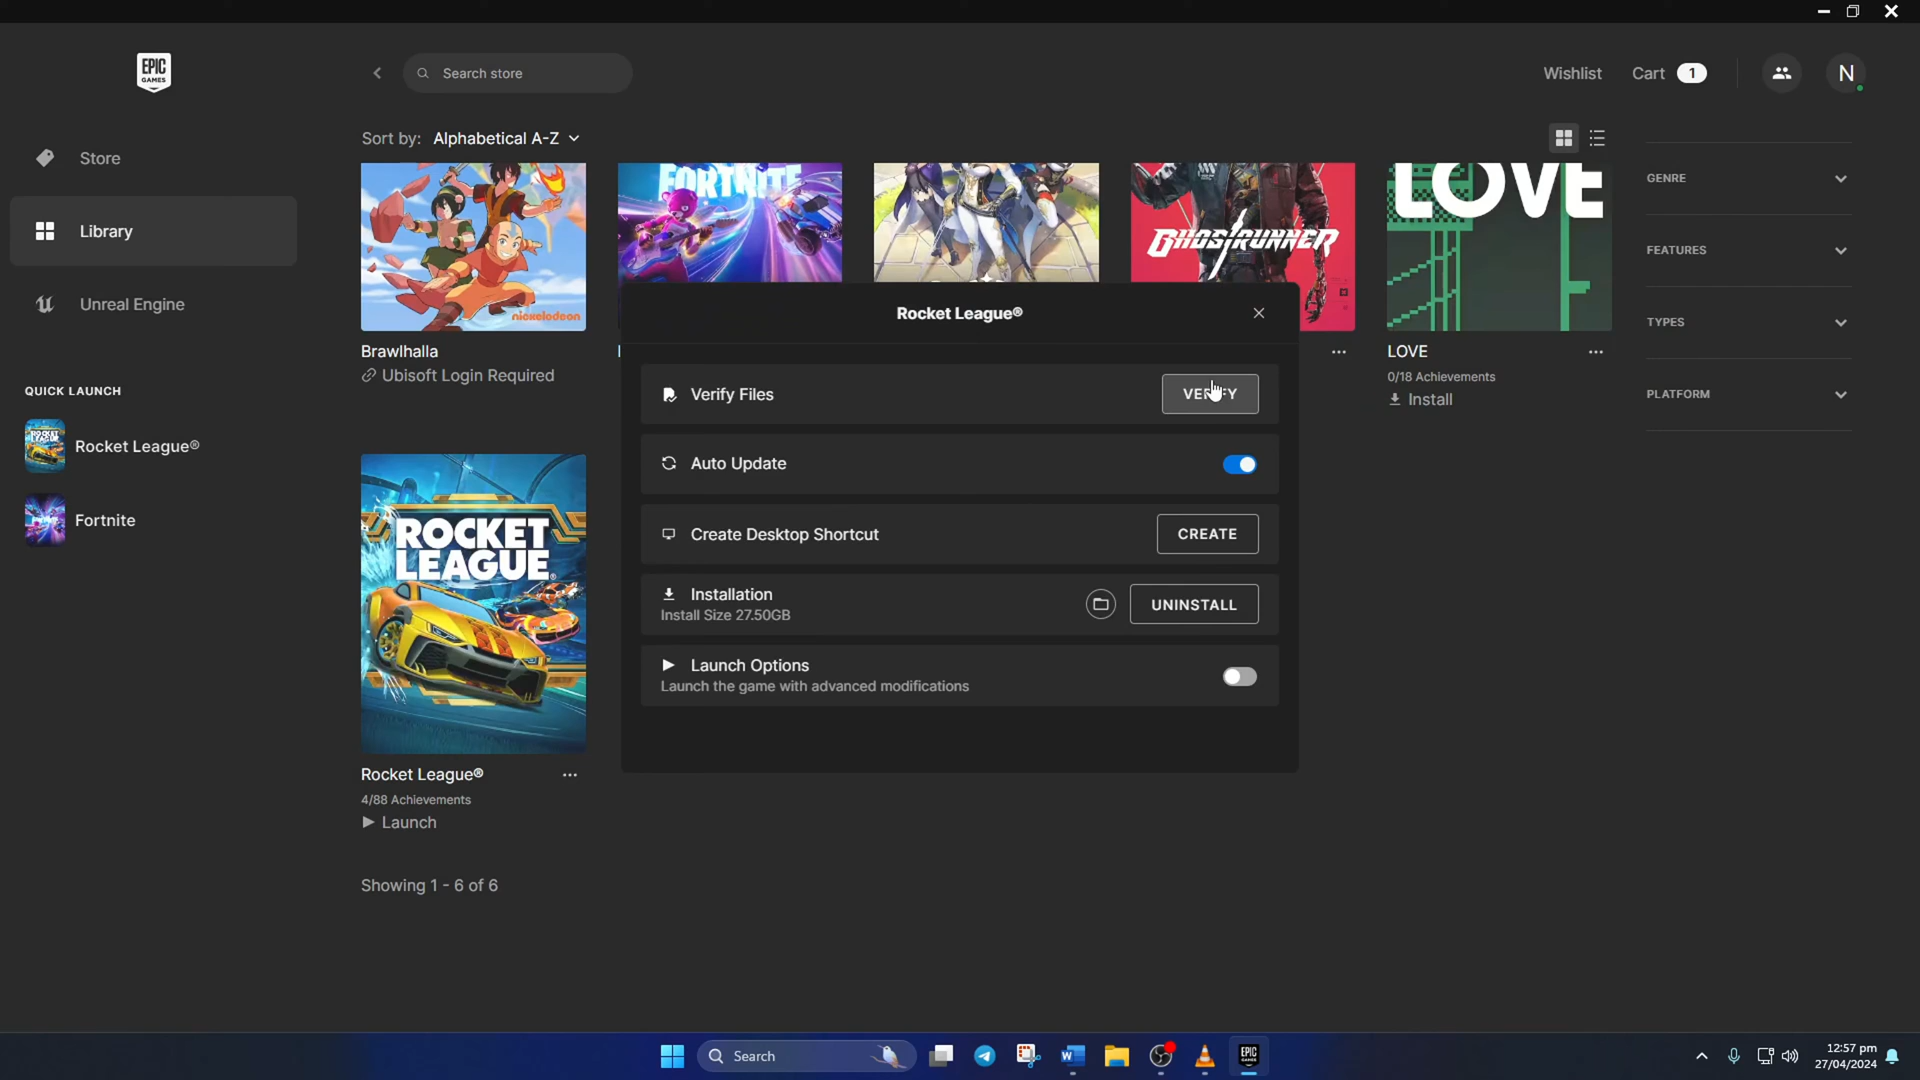 EPIC
GAMES
Search store
Wishlist
Cart 1
N
Store
Library
Unreal Engine
QUICK LAUNCH
Rocket League®
Fortnite
Sort by: Alphabetical A-Z
nickelodeon
FORTNITE
GHOSTRUNNER
LOVE
Brawlhalla
Ubisoft Login Required
LOVE
0/18 Achievements
Install
GENRE
FEATURES
TYPES
PLATFORM
Rocket League®
Verify Files
VERIFY
Auto Update
Create Desktop Shortcut
CREATE
Installation
Install Size 27.50GB
UNINSTALL
Launch Options
Launch the game with advanced modifications
ROCKET
LEAGUE
Rocket League®
4/88 Achievements
Launch
Showing 1 - 6 of 6
Search
EPIC
GAMES
12:57 pm
27/04/2024